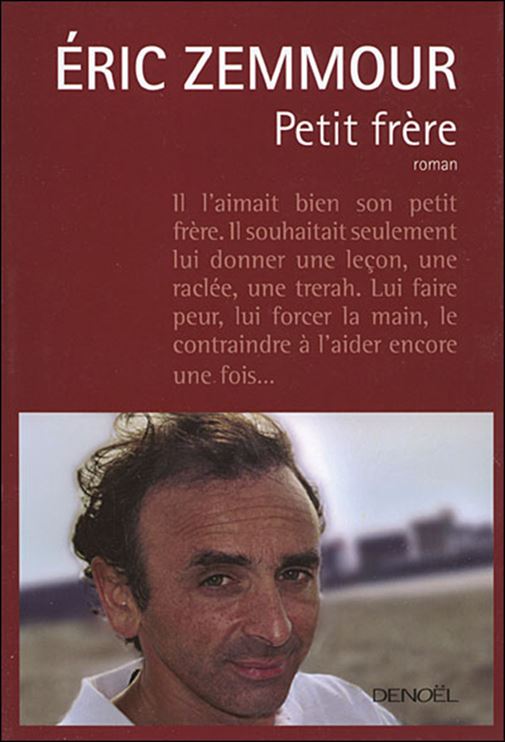 ÉRIC ZEMMOUR
Petit frère
roman
Il l'aimait bien son petit
frère. Il souhaitait seulement
lui donner une leçon, une
raclée, une trerah. Lui faire
peur, lui forcer la main, le
contraindre à l'aider encore
une fois...
DENOËL